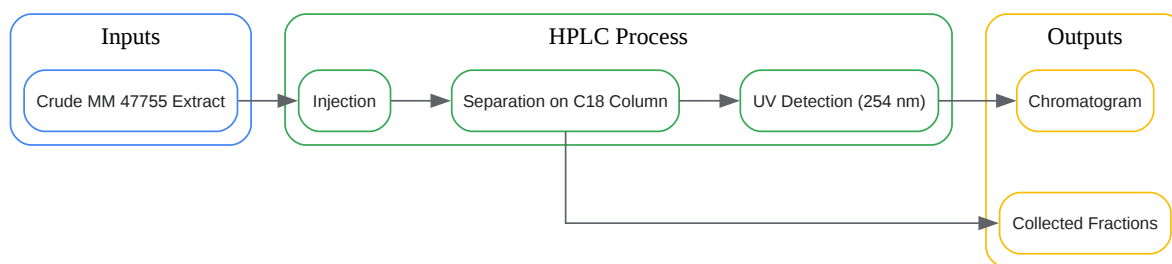 Inputs
HPLC Process
Outputs
Crude MM 47755 Extract
Injection
Separation on C18 Column
UV Detection (254 nm)
Chromatogram
Collected Fractions